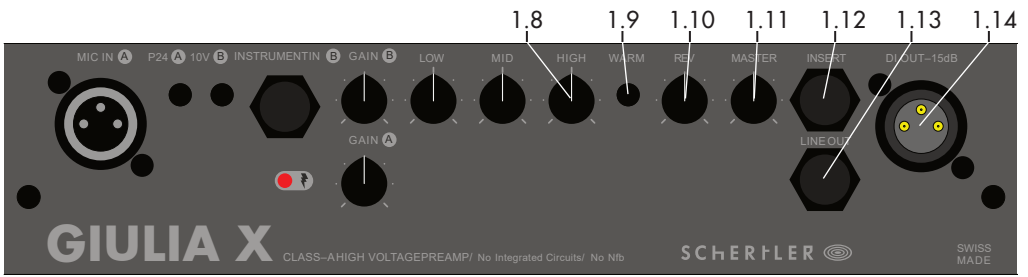 1.8 1.9 1.10 1.11 1.12 1.13 1.14
MIC IN A P24 A 10V B INSTRUMENTIN B GAIN B LOW MID HIGH WARM REV MASTER INSERT DI OUT–15dB
GAIN A LINE OUT
GIULIA X CLASS–AHIGH VOLTAGEPREAMP/ No Integrated Circuits/ No Nfb SCHERTLER SWISS
MADE